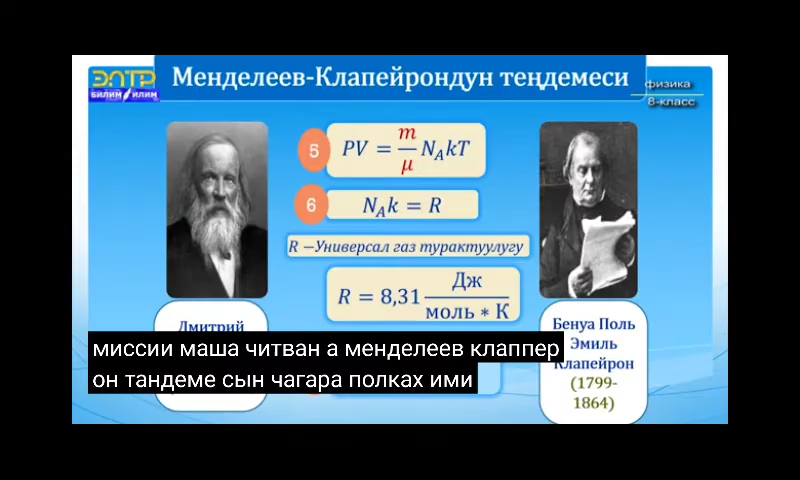 ЭЛТР
БИЛИМ ИЛИМ
Менделеев-Клапейрондун теңдемеси
физика
8-класс
5
PV = m/μ N_A kT
6
N_A k = R
R –Универсал газ турактуулугу
R = 8,31 Дж/моль * К
Дмитрий
Бенуа Поль
Эмиль
Клапейрон
(1799-
1864)
миссии маша читван а менделеев клаппер
он тандеме сын чагара полках ими